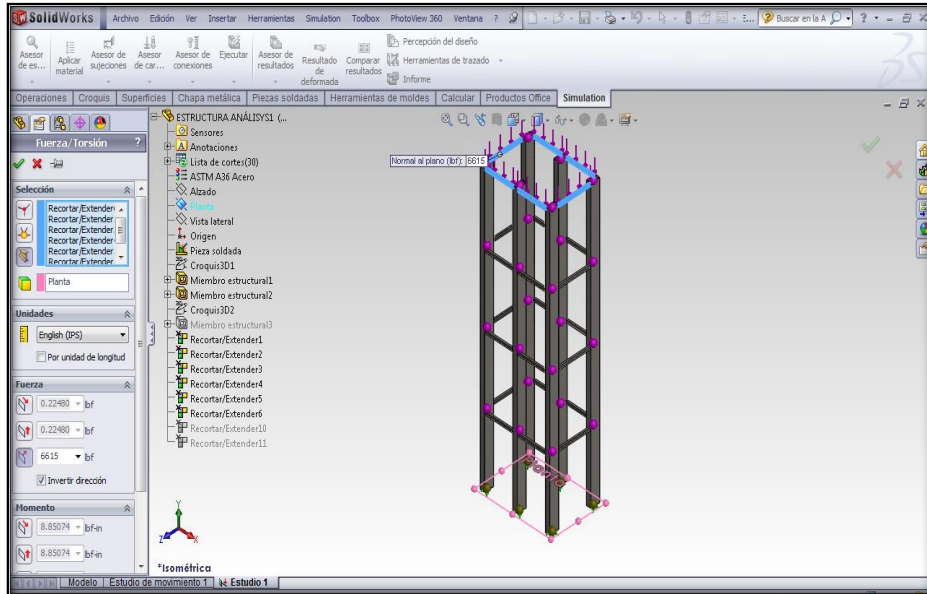 SolidWorks Archivo Edición Ver Insertar Herramientas Simulation Toolbox PhotoView 360 Ventana ? Buscar en la A
Asesor de es...
Aplicar material
Asesor de sujeciones
Asesor de car...
Asesor de conexiones
Ejecutar
Asesor de resultados
Resultado de deformada
Comparar resultados
Percepción del diseño
Herramientas de trazado
Informe
Operaciones Croquis Superficies Chapa metálica Piezas soldadas Herramientas de moldes Calcular Productos Office Simulation
Fuerza/Torsión ?
Selección
Recortar/Extender
Recortar/Extender
Recortar/Extender
Recortar/Extender
Recortar/Extender
Recortar/Extender
Planta
Unidades
English (IPS)
Por unidad de longitud
Fuerza
0.22480 lbf
0.22480 lbf
6615 lbf
Invertir dirección
Momento
8.85074 lbf-in
8.85074 lbf-in
ESTRUCTURA ANÁLISYS1 (...
Sensores
Anotaciones
Lista de cortes(30)
ASTM A36 Acero
Alzado
Planta
Vista lateral
Origen
Pieza soldada
Croquis3D1
Miembro estructural1
Miembro estructural2
Croquis3D2
Miembro estructural3
Recortar/Extender1
Recortar/Extender2
Recortar/Extender3
Recortar/Extender4
Recortar/Extender5
Recortar/Extender6
Recortar/Extender10
Recortar/Extender11
Normal al plano (lbf): 6615
Planta
Y
Z
X
*Isométrica
Modelo Estudio de movimiento 1 Estudio 1